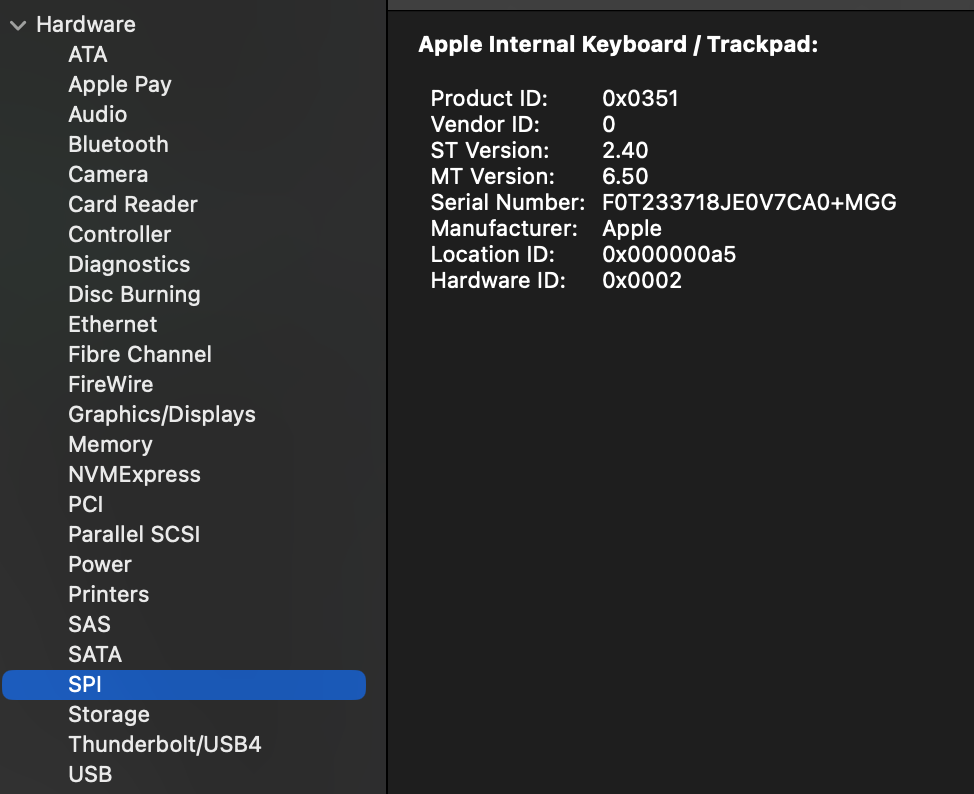 Hardware
ATA
Apple Pay
Audio
Bluetooth
Camera
Card Reader
Controller
Diagnostics
Disc Burning
Ethernet
Fibre Channel
FireWire
Graphics/Displays
Memory
NVMExpress
PCI
Parallel SCSI
Power
Printers
SAS
SATA
SPI
Storage
Thunderbolt/USB4
USB
Apple Internal Keyboard / Trackpad:
Product ID: 0x0351
Vendor ID: 0
ST Version: 2.40
MT Version: 6.50
Serial Number: F0T233718JE0V7CA0+MGG
Manufacturer: Apple
Location ID: 0x000000a5
Hardware ID: 0x0002